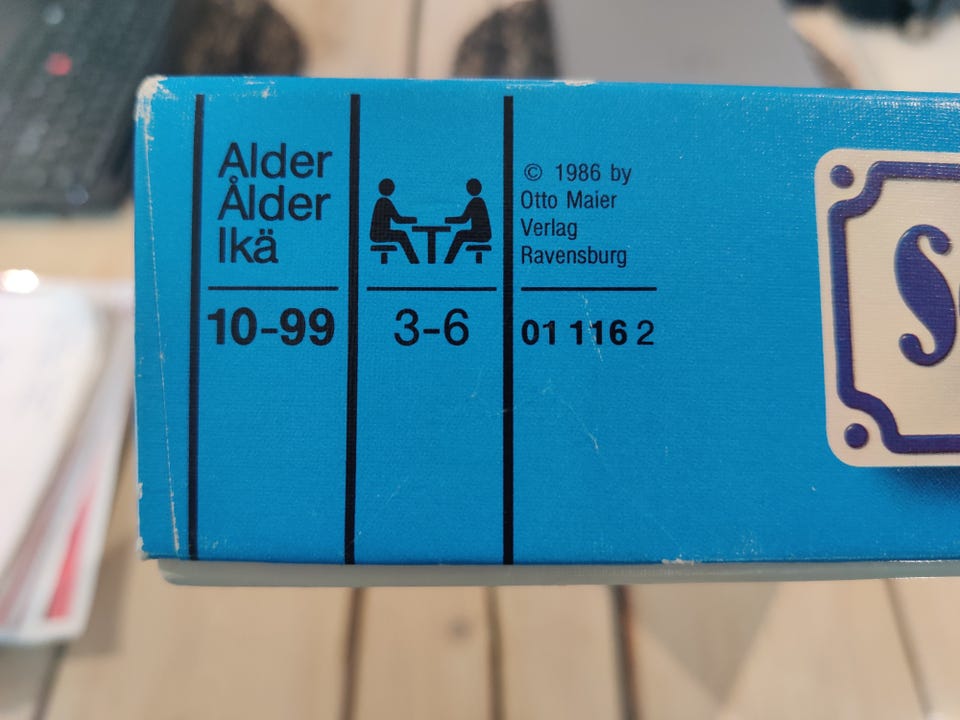 Alder
Ålder
Ikä
10-99
3-6
© 1986 by
Otto Maier
Verlag
Ravensburg
01 116 2
S